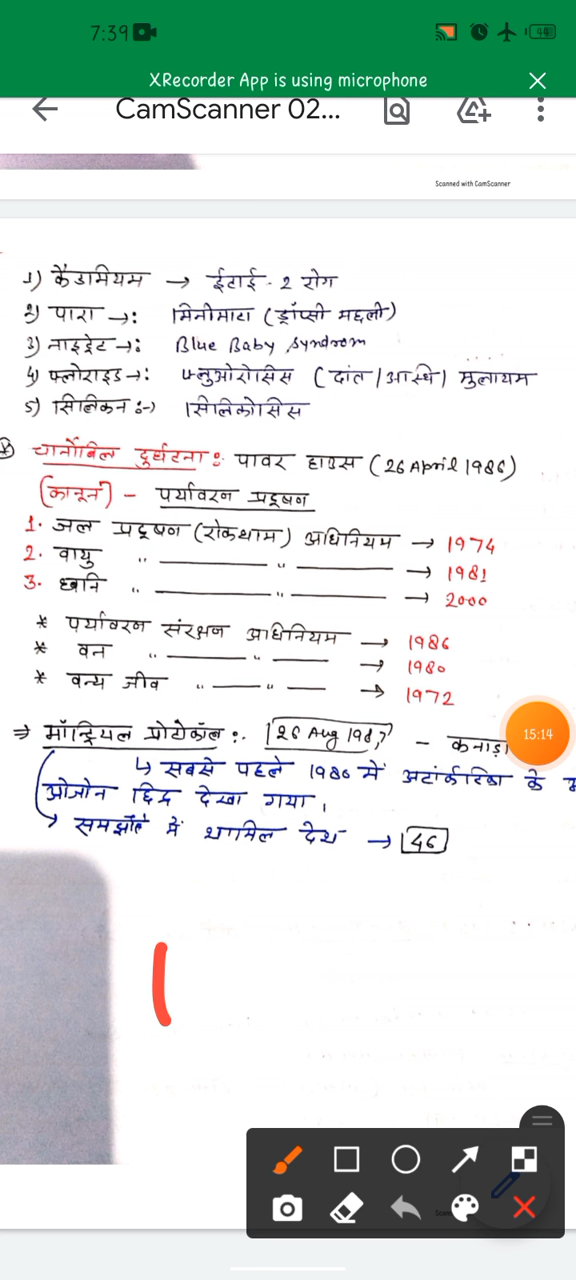 7:39
XRecorder App is using microphone
CamScanner 02...
Scanned with CamScanner
1) कैडामियम → ईटाई - 2 रोग
2) पारा →: मिनीमाटा (ड्रॉप्सी मछली)
3) नाइट्रेट →: Blue Baby Syndrom
4) फ्लोराइड →: फ्लुओरोसिस (दांत/आस्थि) मुलायम
5) सिलिकन :-) सिलिकोसिस
चार्नोबिल दुर्घटना: पावर हाउस (26 April 1986)
(कानून) - पर्यावरण प्रदूषण
1. जल प्रदूषण (रोकथाम) अधिनियम → 1974
2. वायु " —— " —— → 1981
3. ध्वनि " —— " —— → 2000
* पर्यावरण संरक्षण अधिनियम → 1986
* वन " —— " —— → 1980
* वन्य जीव " —— " —— → 1972
⇒ मॉन्ट्रियल प्रोटोकॉल :- 26 Aug 1987 - कनाडा
15:14
↳ सबसे पहले 1986 में अटार्कटिका के
ओजोन छिद्र देखा गया।
→ समझौते में शामिल देश → 46